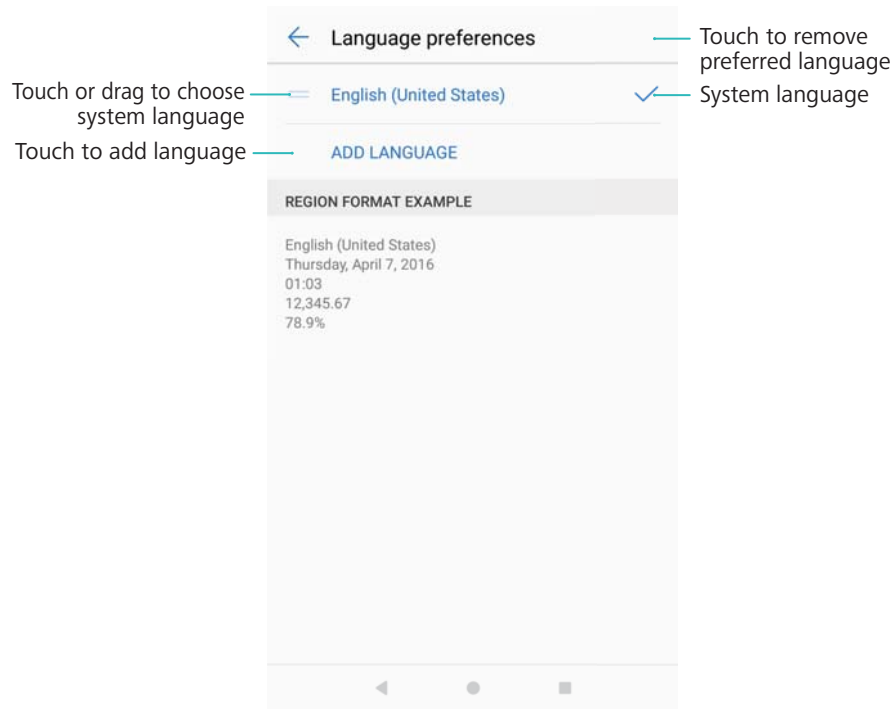 Language preferences
Touch to remove
preferred language
Touch or drag to choose
system language
English (United States)
System language
Touch to add language
ADD LANGUAGE
REGION FORMAT EXAMPLE
English (United States)
Thursday, April 7, 2016
01:03
12,345.67
78.9%